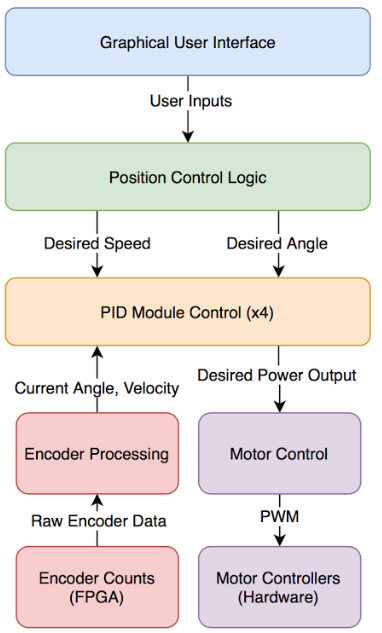 Graphical User Interface
User Inputs
Position Control Logic
Desired Speed
Desired Angle
PID Module Control (x4)
Current Angle, Velocity
Desired Power Output
Encoder Processing
Motor Control
Raw Encoder Data
PWM
Encoder Counts
(FPGA)
Motor Controllers
(Hardware)